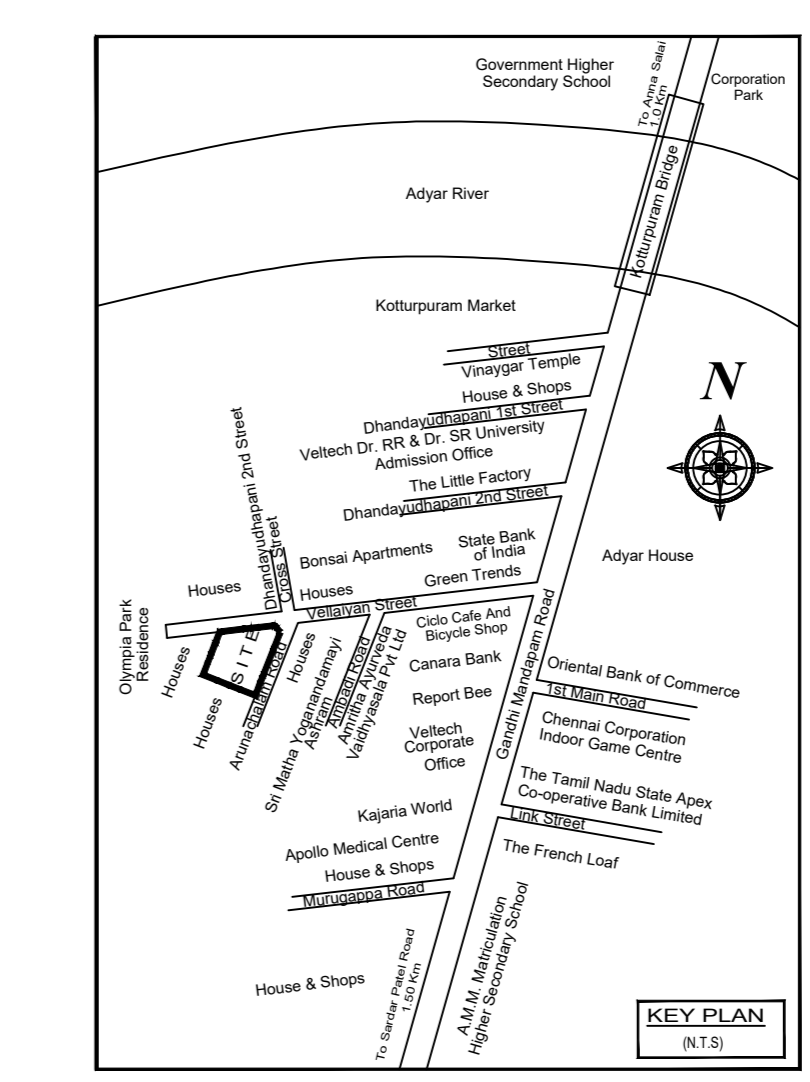 Government Higher
Secondary School
To Anna Salai
1.0 Km
Corporation
Park
Kotturpuram Bridge
Adyar River
Kotturpuram Market
Street
Vinaygar Temple
House & Shops
Dhandayudhapani 1st Street
Veltech Dr. RR & Dr. SR University
Admission Office
The Little Factory
Dhandayudhapani 2nd Street
N
State Bank
of India
Bonsai Apartments
Green Trends
Adyar House
Dhandayudhapani 2nd Street
Cross Street
Houses
Houses
Vellaiyan Street
Olympia Park
Residence
Houses
SITE
Houses
Arunachalam Road
Houses
Sri Matha Yoganandamayi
Ashram
Ambadi Road
Amritha Ayurveda
Vaidhyasala Pvt Ltd
Ciclo Cafe And
Bicycle Shop
Canara Bank
Report Bee
Veltech
Corporate
Office
Gandhi Mandapam Road
Oriental Bank of Commerce
1st Main Road
Chennai Corporation
Indoor Game Centre
The Tamil Nadu State Apex
Co-operative Bank Limited
Link Street
The French Loaf
Kajaria World
Apollo Medical Centre
House & Shops
Murugappa Road
House & Shops
To Sardar Patel Road
1.50 Km
A.M.M. Matriculation
Higher Secondary School
KEY PLAN
(N.T.S)